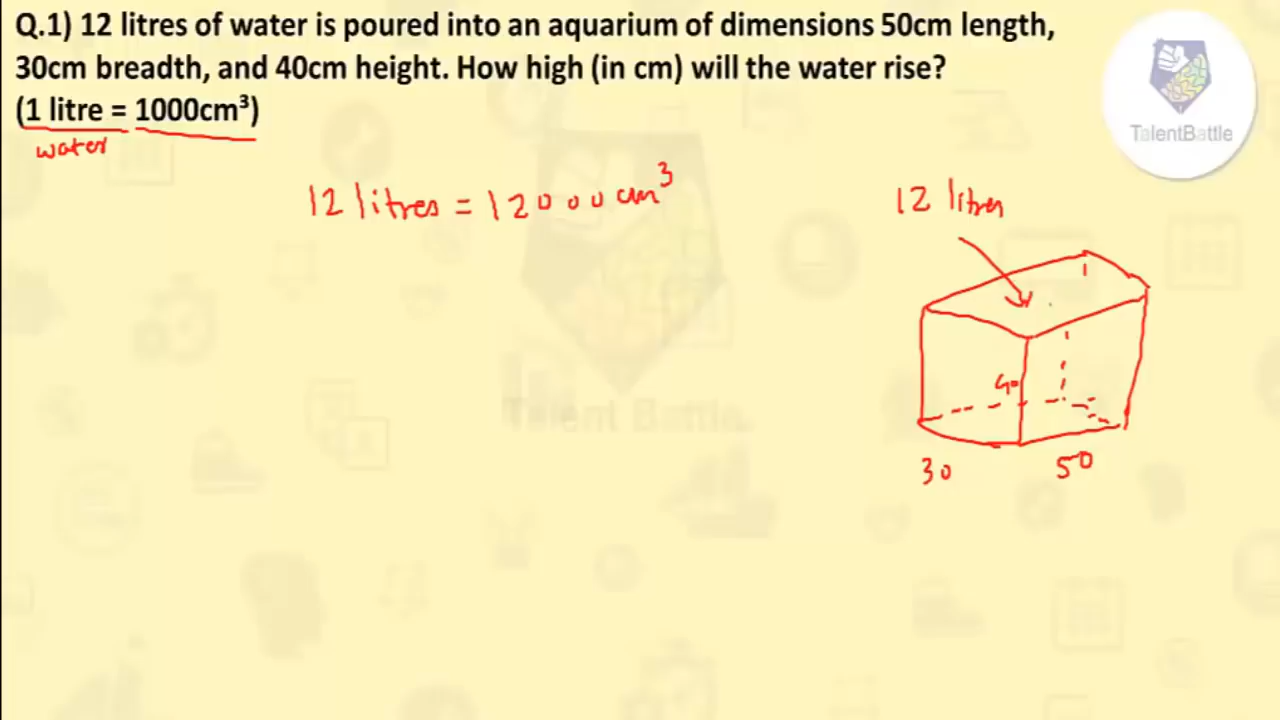 Q.1) 12 litres of water is poured into an aquarium of dimensions 50cm length,
30cm breadth, and 40cm height. How high (in cm) will the water rise?
(1 litre = 1000cm³)
water
12 litres = 12000 cm³
12 litres
40
30
50
TalentBattle
Talent Battle